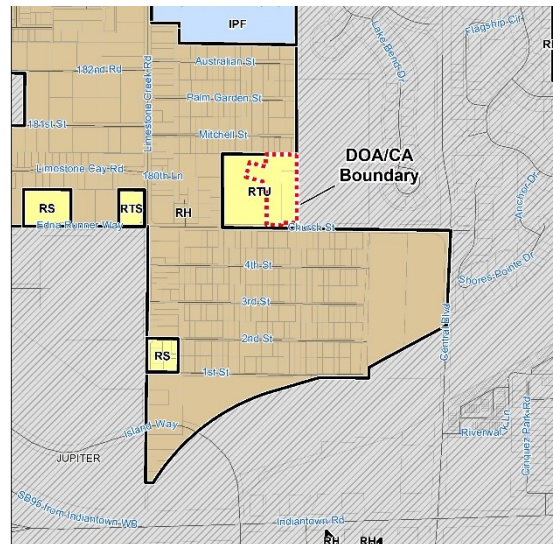 IPF
Flagship Cir
Lake Bend Dr
182nd Rd
Limestone Creek Rd
Australian St
Palm Garden St
181st St
Mitchell St
DOA/CA
Boundary
Limestone Cay Rd
180th Ln
RTU
RS
RTS
RH
Edna Runner Way
Church St
Anchor Dr
Shores Pointe Dr
4th St
3rd St
2nd St
RS
1st St
Central Blvd
Island Way
JUPITER
Riverwalk Ln
Cinquez Park Rd
SB95 from Indiantown WB
Indiantown Rd
RH
RH